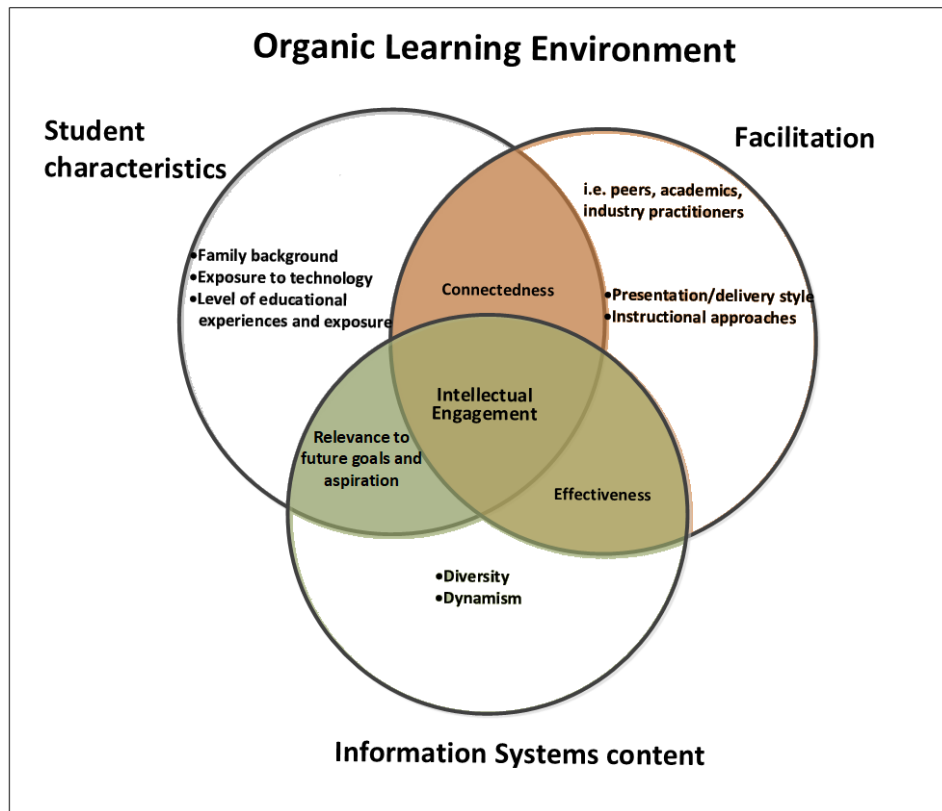 Organic Learning Environment
Student
characteristics
Facilitation
i.e. peers, academics,
industry practitioners
•Family background
•Exposure to technology
•Level of educational
experiences and exposure
Connectedness
•Presentation/delivery style
•Instructional approaches
Intellectual
Engagement
Relevance to
future goals and
aspiration
Effectiveness
•Diversity
•Dynamism
Information Systems content